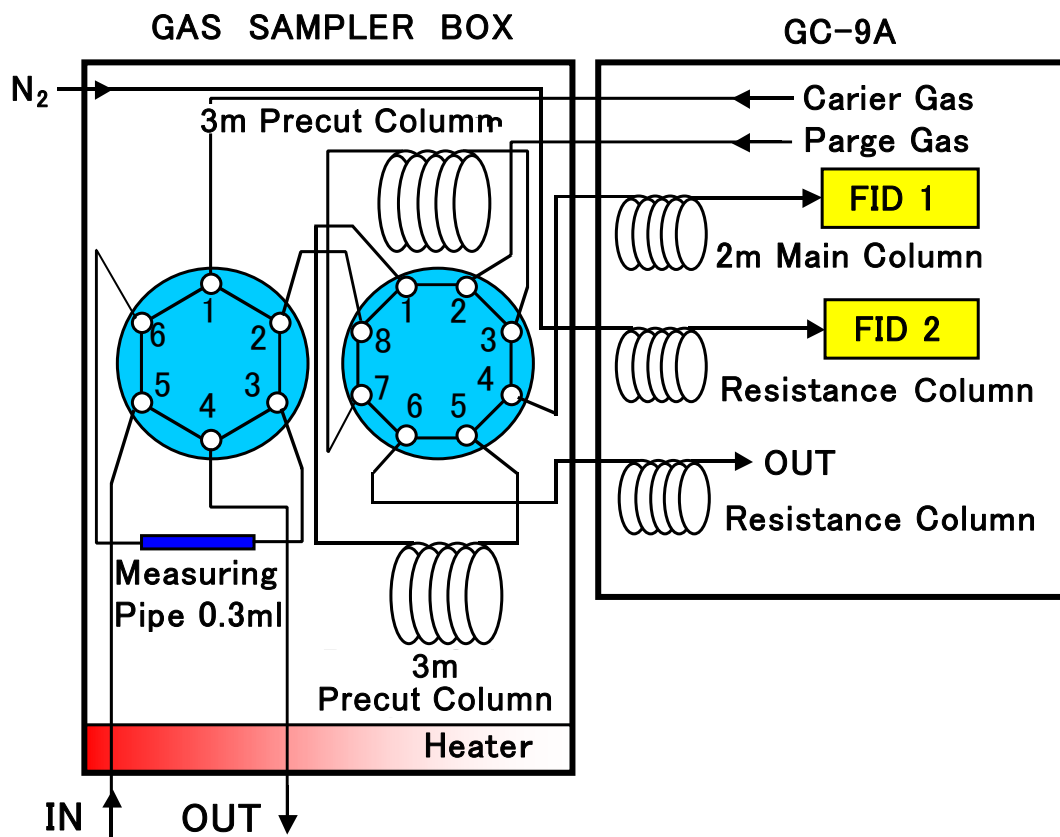 GAS SAMPLER BOX
GC-9A
N2
3m Precut Column
Carier Gas
Parge Gas
FID 1
2m Main Column
FID 2
Resistance Column
OUT
Resistance Column
1
2
3
4
5
6
1
2
3
4
5
6
7
8
Measuring
Pipe 0.3ml
3m
Precut Column
Heater
IN
OUT